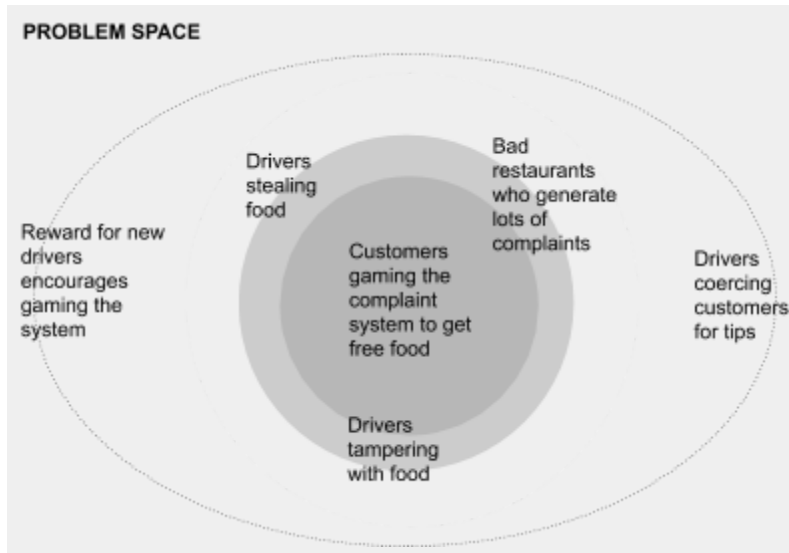 PROBLEM SPACE
Drivers
stealing
food
Bad
restaurants
who generate
lots of
complaints
Reward for new
drivers
encourages
gaming the
system
Customers
gaming the
complaint
system to get
free food
Drivers
coercing
customers
for tips
Drivers
tampering
with food